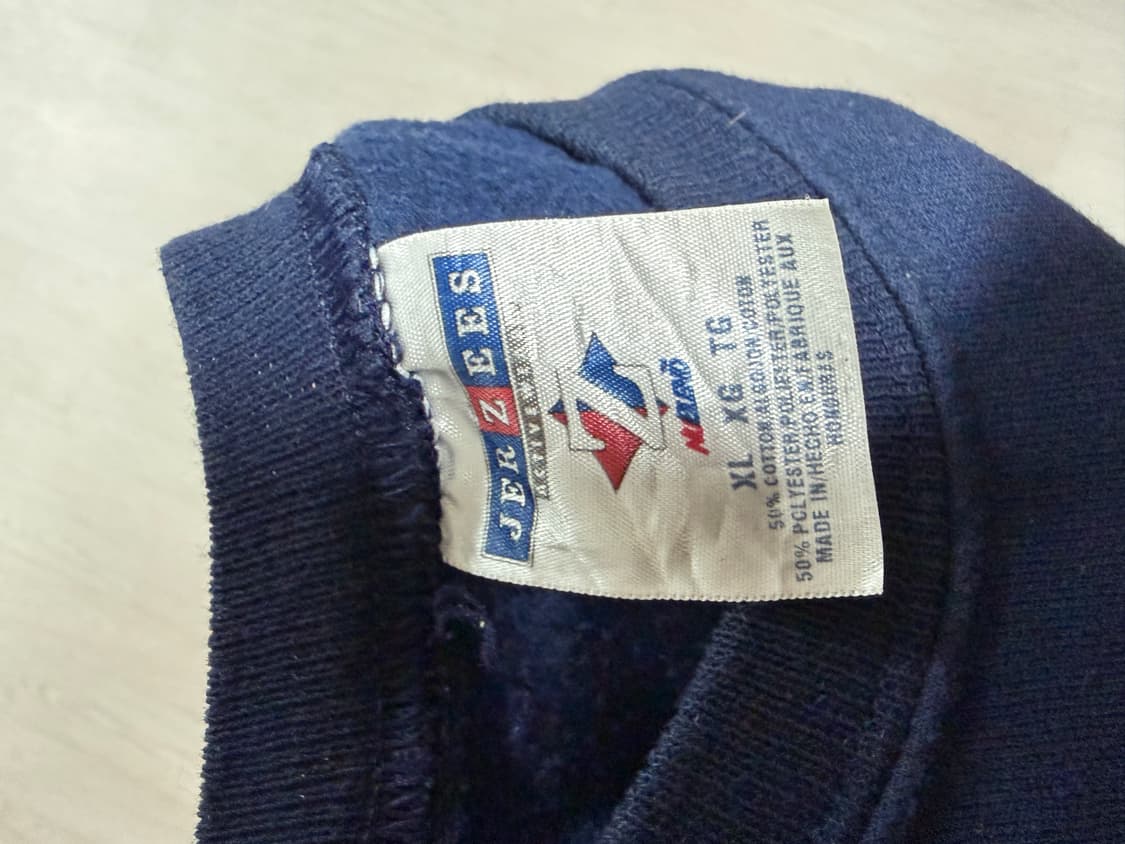 JERZEES
ACTIVEWEAR
NUBLEND
XL XG TG
50% COTTON/ALGODON/COTON
50% POLYESTER/POLIESTER/POLYESTER
MADE IN/HECHO EN/FABRIQUE AUX
HONDURAS